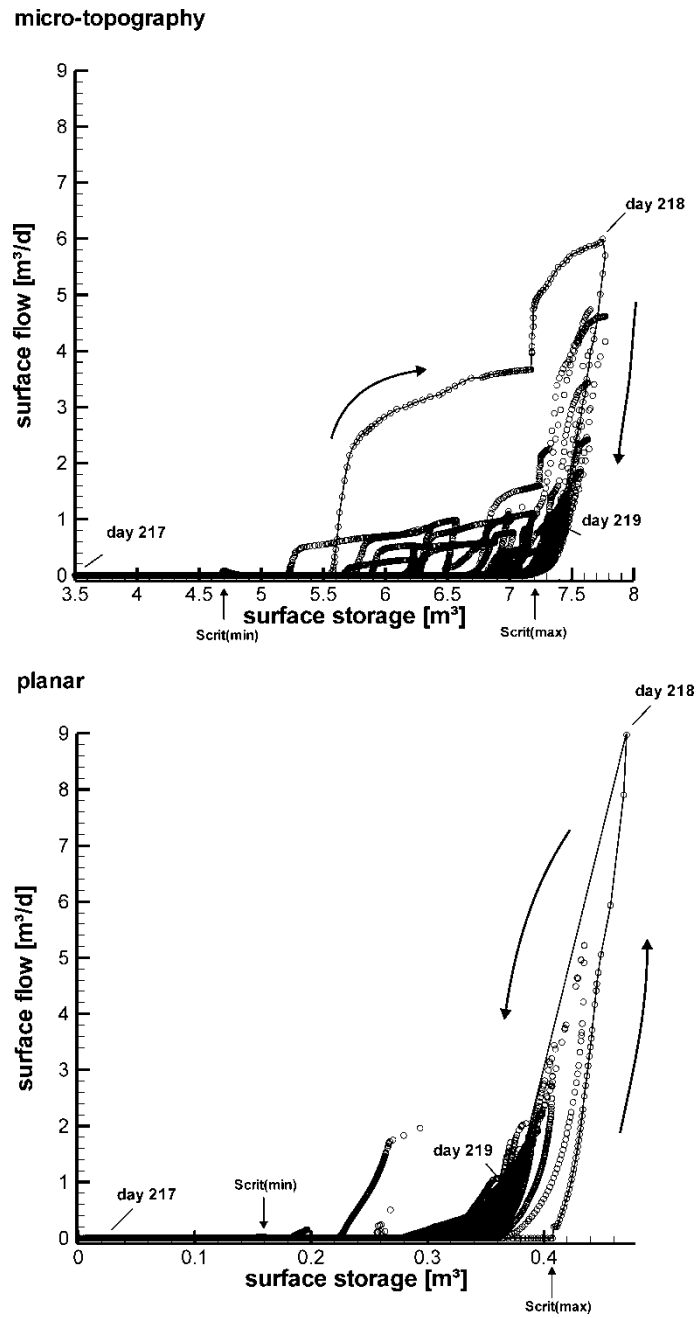 micro-topography
9
8
7
6
5
4
3
2
1
0
surface flow [m³/d]
day 218
day 217
day 219
3.5 4 4.5 5 5.5 6 6.5 7 7.5 8
surface storage [m³]
Scrit(min)
Scrit(max)
planar
day 218
9
8
7
6
5
4
3
2
1
0
surface flow [m³/d]
day 219
Scrit(min)
day 217
0 0.1 0.2 0.3 0.4
surface storage [m³]
Scrit(max)